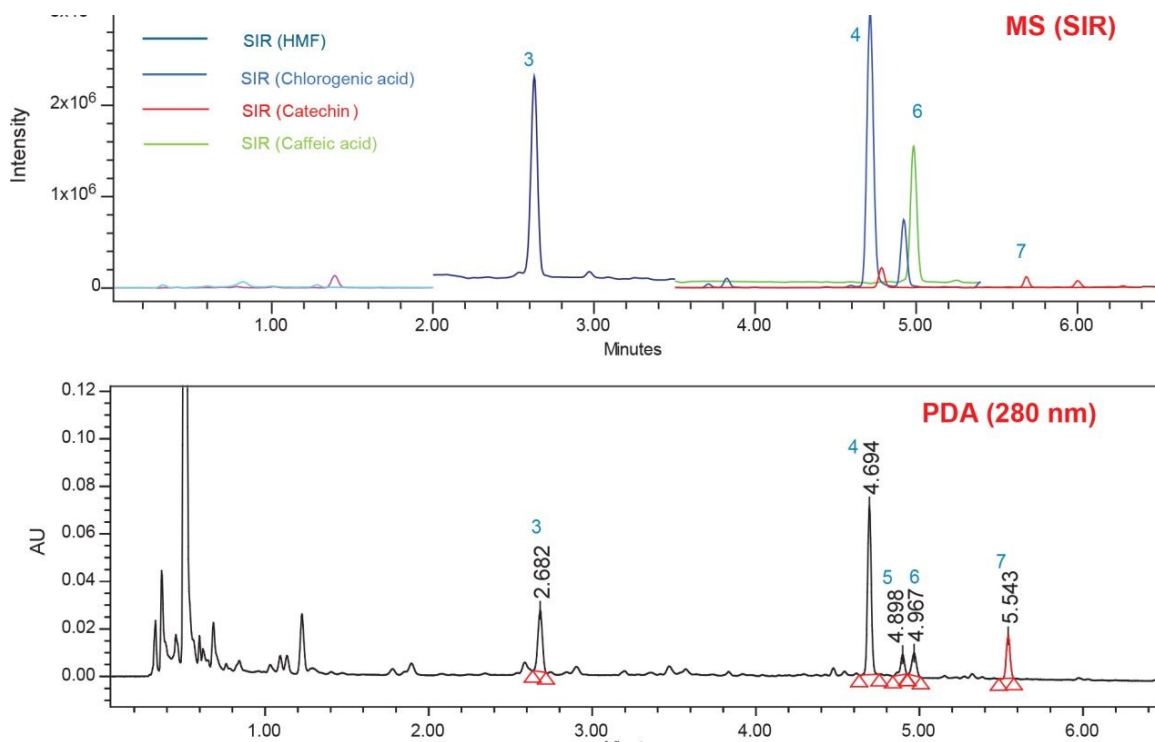 MS (SIR)
SIR (HMF)
SIR (Chlorogenic acid)
SIR (Catechin)
SIR (Caffeic acid)
3
4
6
7
Intensity
2x10⁶
1x10⁶
0
1.00 2.00 3.00 4.00 5.00 6.00
Minutes
PDA (280 nm)
AU
0.12
0.10
0.08
0.06
0.04
0.02
0.00
3
2.682
4
4.694
5
4.898
6
4.967
7
5.543
1.00 2.00 3.00 4.00 5.00 6.00